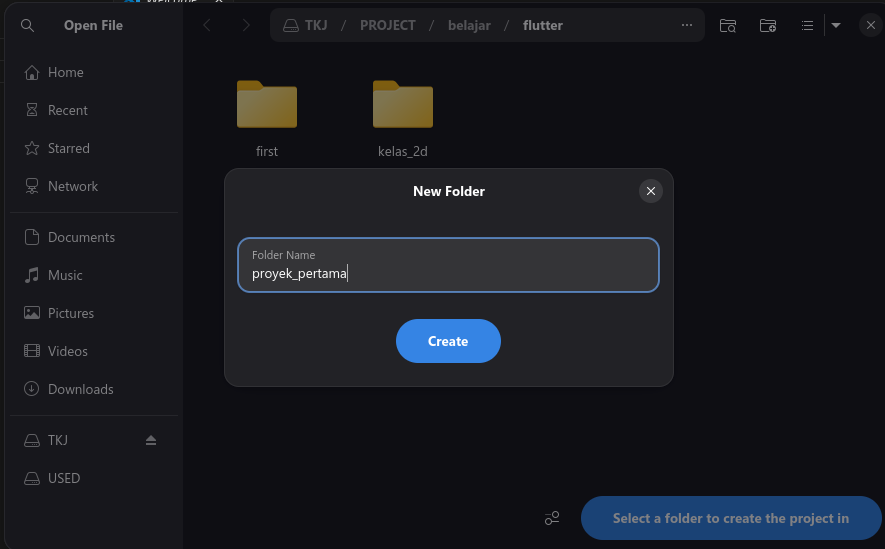 Welcome
Open File
TKJ / PROJECT / belajar / flutter
Home
Recent
Starred
Network
Documents
Music
Pictures
Videos
Downloads
TKJ
USED
first
kelas_2d
New Folder
Folder Name
proyek_pertama
Create
Select a folder to create the project in